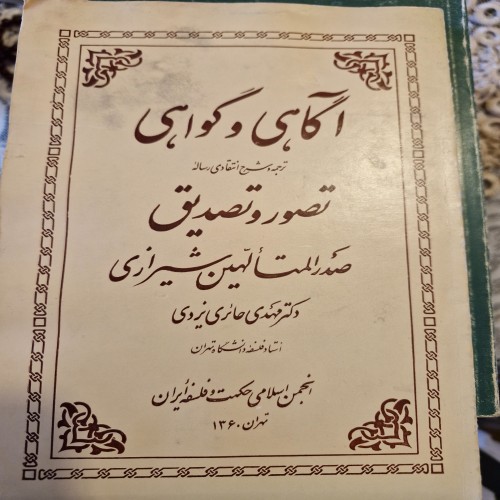 آگاهی و گواهی
ترجمه و شرح انتقادی رساله
تصور و تصدیق
صدرالمتألهین شیرازی
دکتر مهدی حائری یزدی
استاد فلسفه دانشگاه تهران
انجمن اسلامی حکمت و فلسفه ایران
تهران ۱۳۶۰